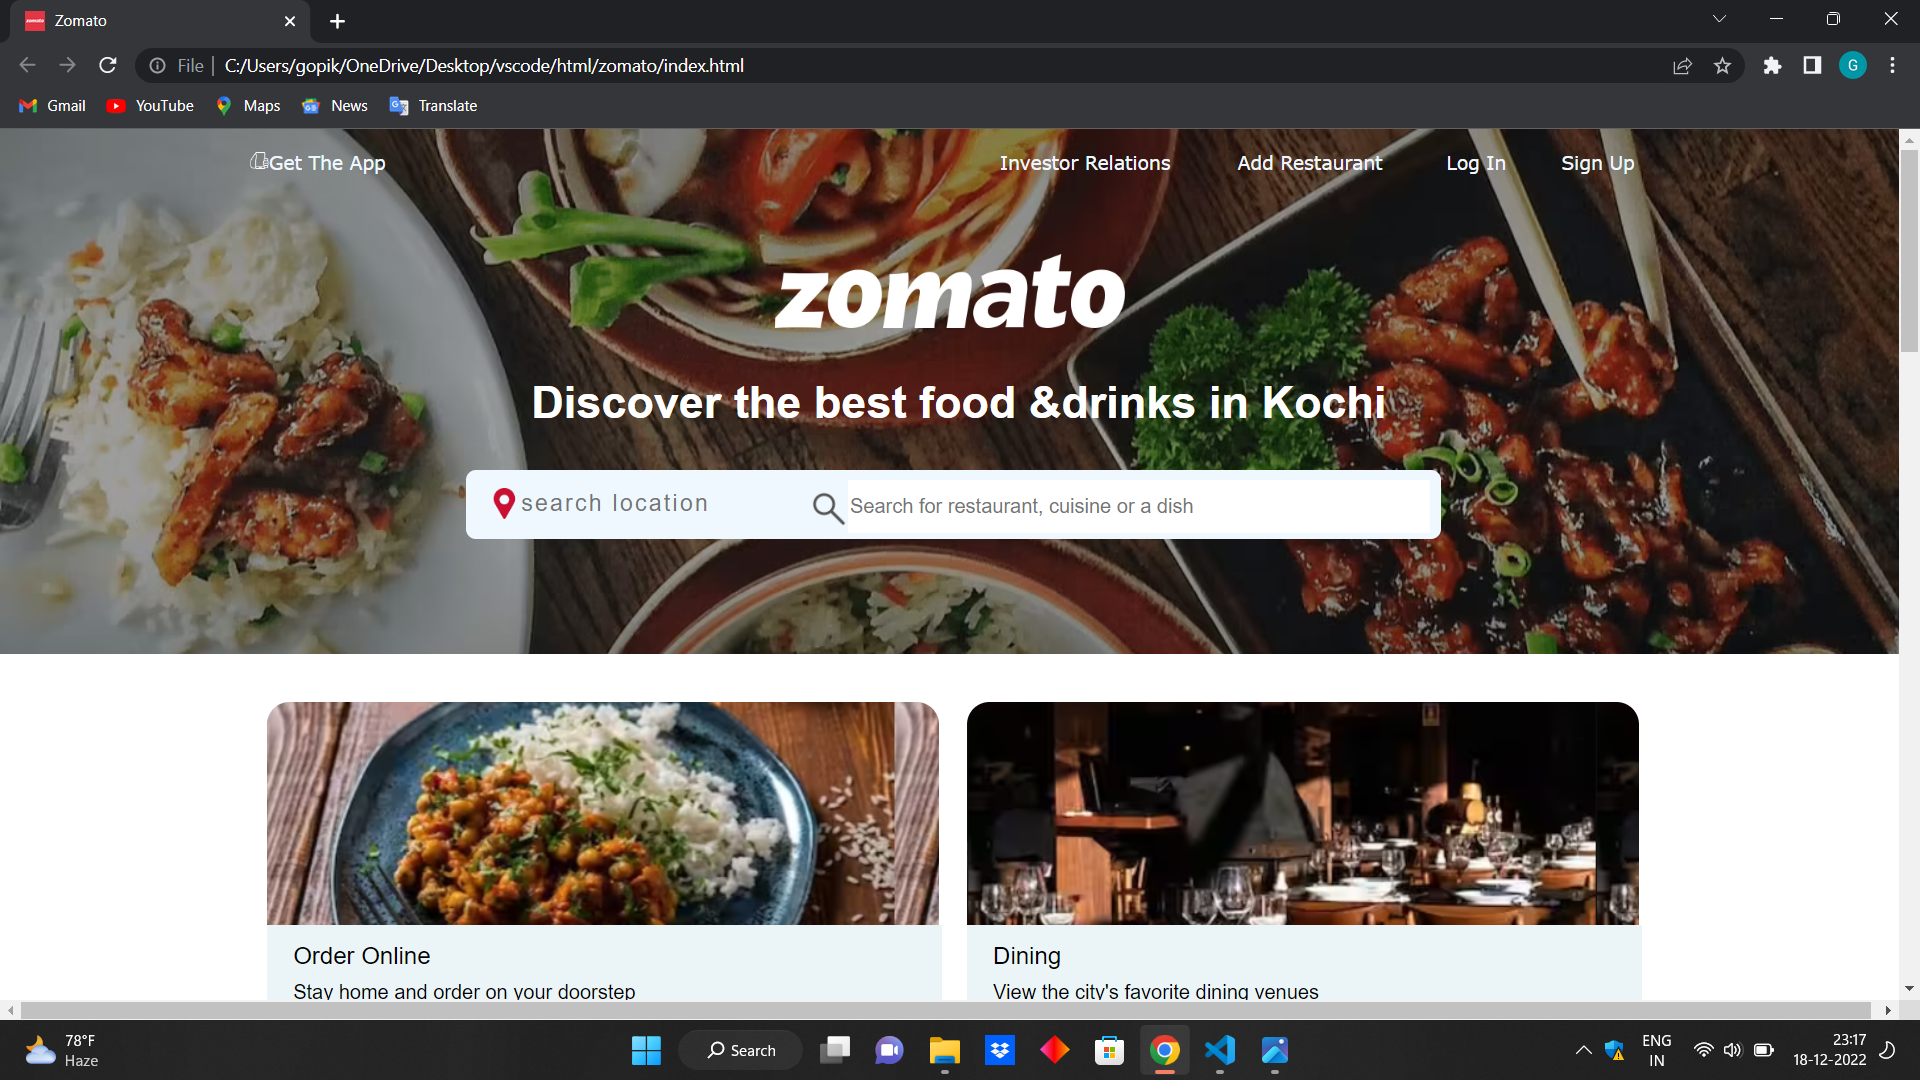 Zomato
File | C:/Users/gopik/OneDrive/Desktop/vscode/html/zomato/index.html
G
Gmail YouTube Maps News Translate
Get The App Investor Relations Add Restaurant Log In Sign Up
zomato
Discover the best food &drinks in Kochi
search location Search for restaurant, cuisine or a dish
Order Online Dining
Stay home and order on your doorstep View the city's favorite dining venues
78°F
Haze
Search
ENG
IN
23:17
18-12-2022